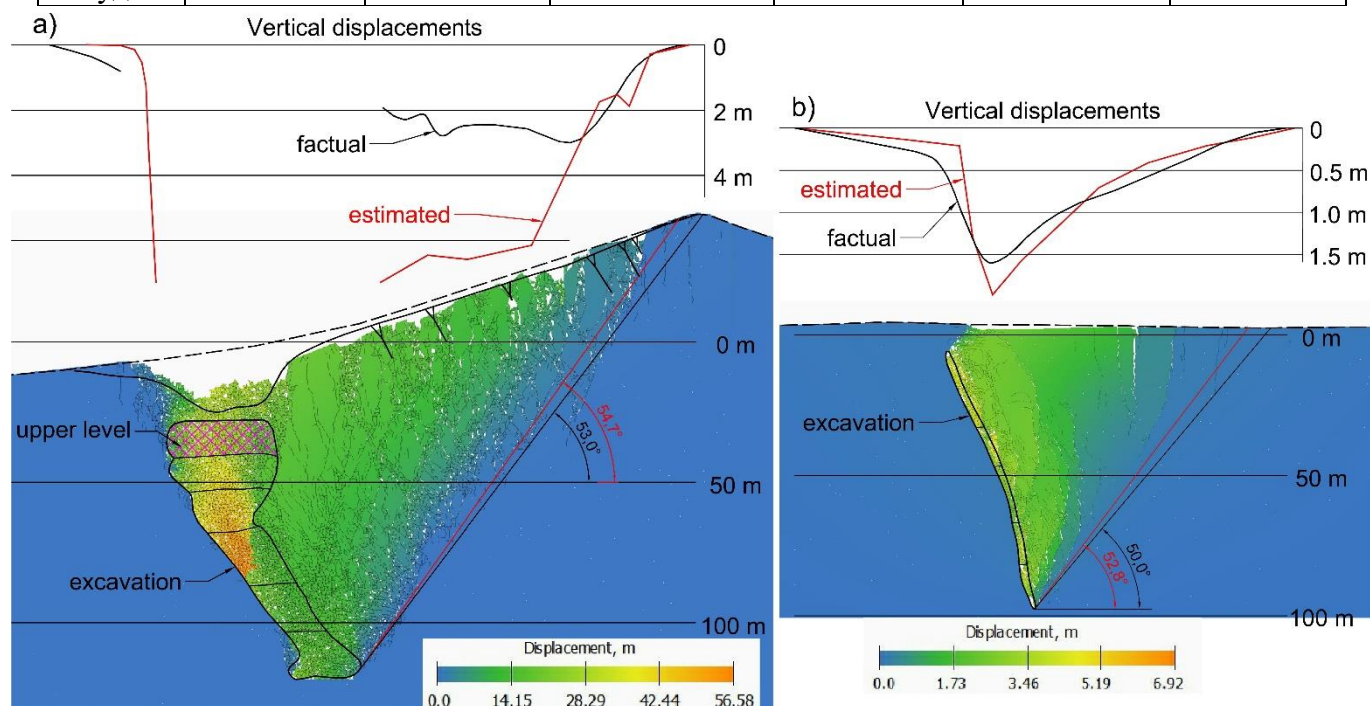 a)
Vertical displacements
0
2 m
factual
4 m
estimated
0 m
upper level
54,7°
53,0°
50 m
excavation
100 m
Displacement, m
0.0 14.15 28.29 42.44 56.58
b)
Vertical displacements
0
0.5 m
estimated
factual
1.0 m
1.5 m
0 m
excavation
50 m
50,0°
52,8°
100 m
Displacement, m
0.0 1.73 3.46 5.19 6.92